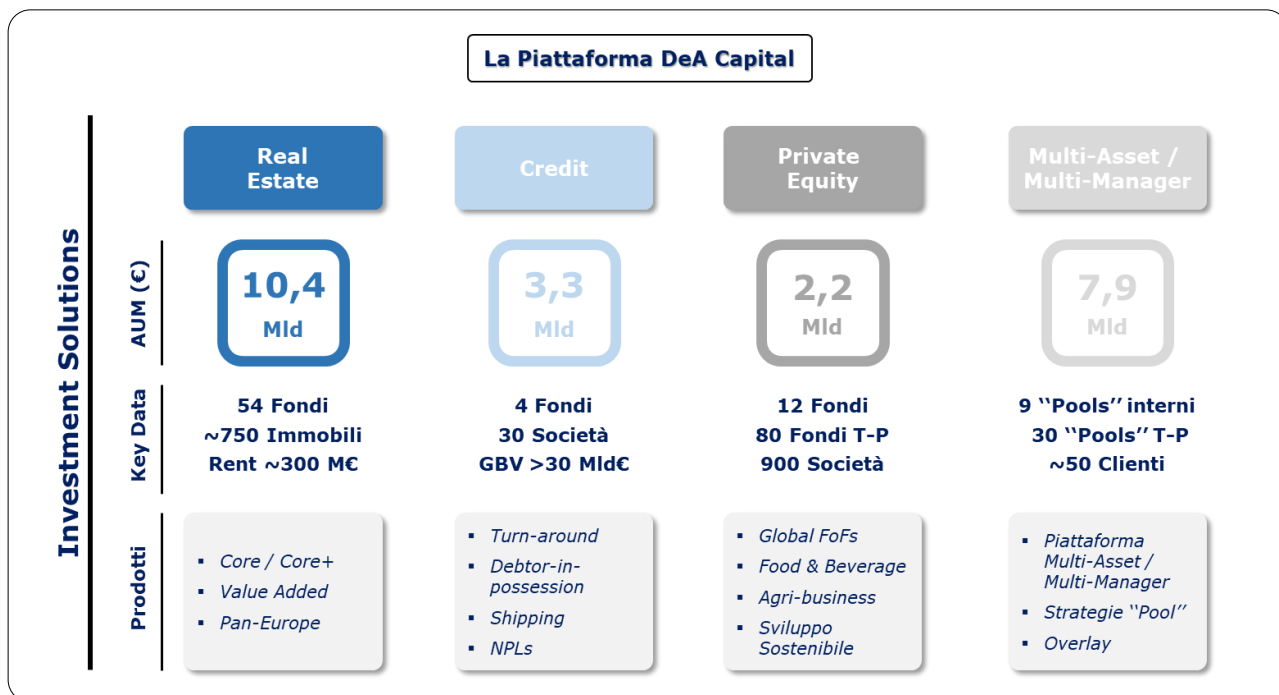 La Piattaforma DeA Capital
Investment Solutions
Real
Estate
Credit
Private
Equity
Multi-Asset /
Multi-Manager
AUM (€)
10,4
Mld
3,3
Mld
2,2
Mld
7,9
Mld
Key Data
54 Fondi
~750 Immobili
Rent ~300 M€
4 Fondi
30 Società
GBV >30 Mld€
12 Fondi
80 Fondi T-P
900 Società
9 ‘‘Pools’’ interni
30 ‘‘Pools’’ T-P
~50 Clienti
Prodotti
▪ Core / Core+
▪ Value Added
▪ Pan-Europe
▪ Turn-around
▪ Debtor-in-
possession
▪ Shipping
▪ NPLs
▪ Global FoFs
▪ Food & Beverage
▪ Agri-business
▪ Sviluppo
Sostenibile
▪ Piattaforma
Multi-Asset /
Multi-Manager
▪ Strategie ‘‘Pool’’
▪ Overlay